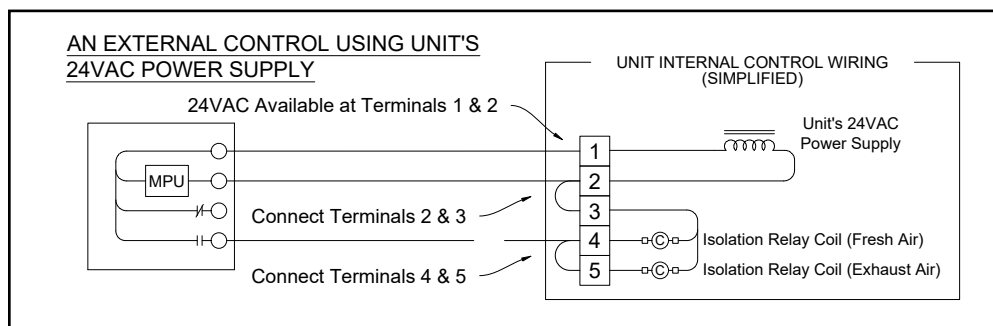 AN EXTERNAL CONTROL USING UNIT'S
24VAC POWER SUPPLY
UNIT INTERNAL CONTROL WIRING
(SIMPLIFIED)
24VAC Available at Terminals 1 & 2
Unit's 24VAC
Power Supply
1
MPU
2
3
Connect Terminals 2 & 3
4
C
Isolation Relay Coil (Fresh Air)
5
C
Isolation Relay Coil (Exhaust Air)
Connect Terminals 4 & 5